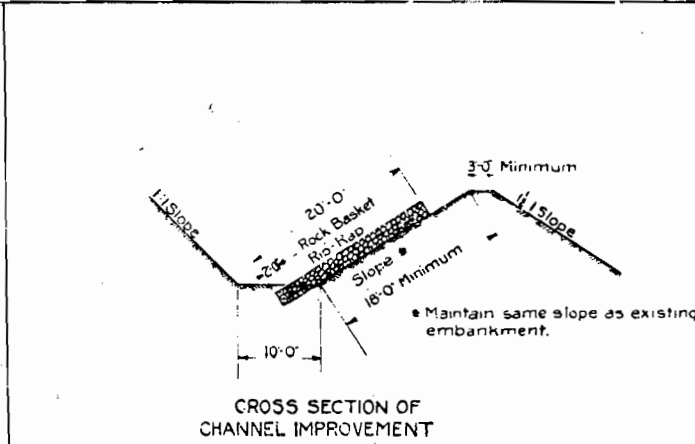 3'-0" Minimum
1:1 Slope
20'-0"
2'-0"
Rock Basket
Rip-Rap
Slope *
18'-0" Minimum
1½:1 Slope
* Maintain same slope as existing
embankment.
10'-0"
CROSS SECTION OF
CHANNEL IMPROVEMENT